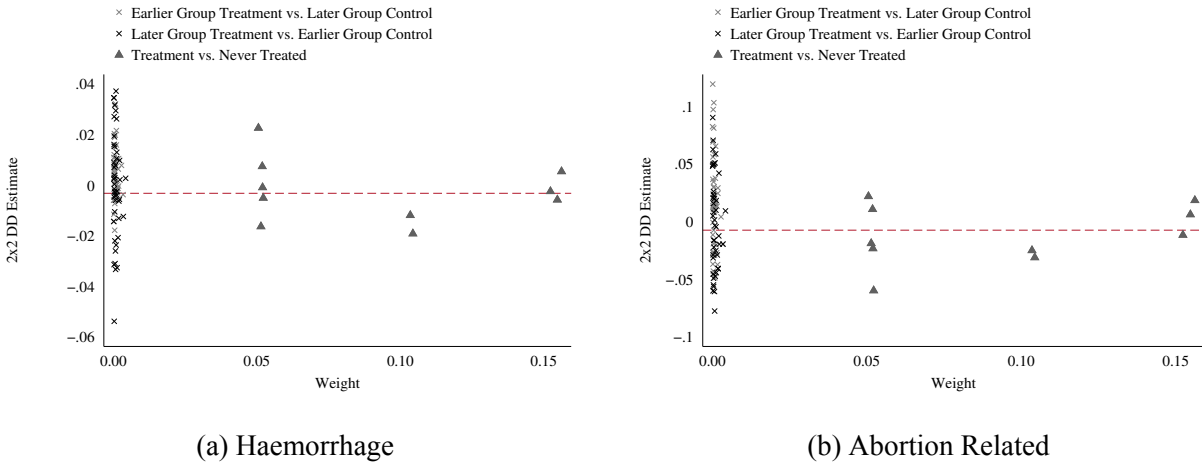 × Earlier Group Treatment vs. Later Group Control
× Later Group Treatment vs. Earlier Group Control
▲ Treatment vs. Never Treated
.04
.02
0
−.02
−.04
−.06
2x2 DD Estimate
0.00 0.05 0.10 0.15
Weight
(a) Haemorrhage
× Earlier Group Treatment vs. Later Group Control
× Later Group Treatment vs. Earlier Group Control
▲ Treatment vs. Never Treated
.1
.05
0
−.05
−.1
2x2 DD Estimate
0.00 0.05 0.10 0.15
Weight
(b) Abortion Related